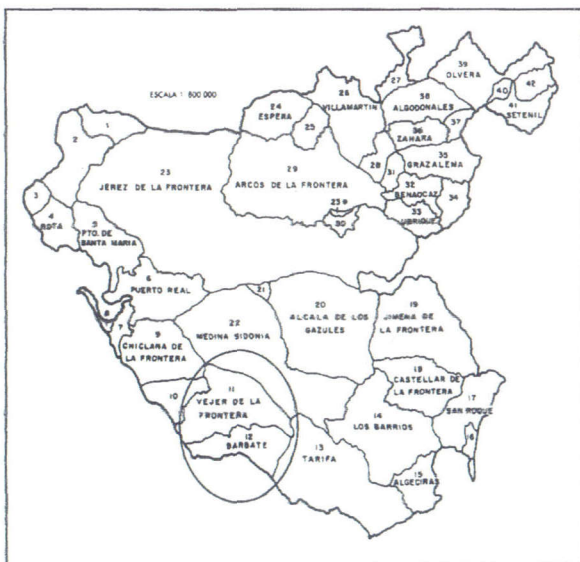 ESCALA 1: 800.000
27
39
OLVERA
26
VILLAMARTIN
24
ESPERA
25
38
ALGODONALES
40
42
41
SETENIL
1
2
36
ZAHARA
37
35
GRAZALEMA
23
JEREZ DE LA FRONTERA
29
ARCOS DE LA FRONTERA
28
31
32
BENAOCAZ
34
33
UBRIQUE
3
4
ROTA
5
PTO. DE
SANTA MARIA
30
6
PUERTO REAL
8
7
21
20
ALCALA DE LOS
GAZULES
19
JIMENA DE
LA FRONTERA
22
MEDINA SIDONIA
9
CHICLANA DE
LA FRONTERA
10
11
VEJER DE LA
FRONTERA
12
BARBATE
18
CASTELLAR DE
LA FRONTERA
17
SAN ROQUE
16
14
LOS BARRIOS
13
TARIFA
15
ALGECIRAS